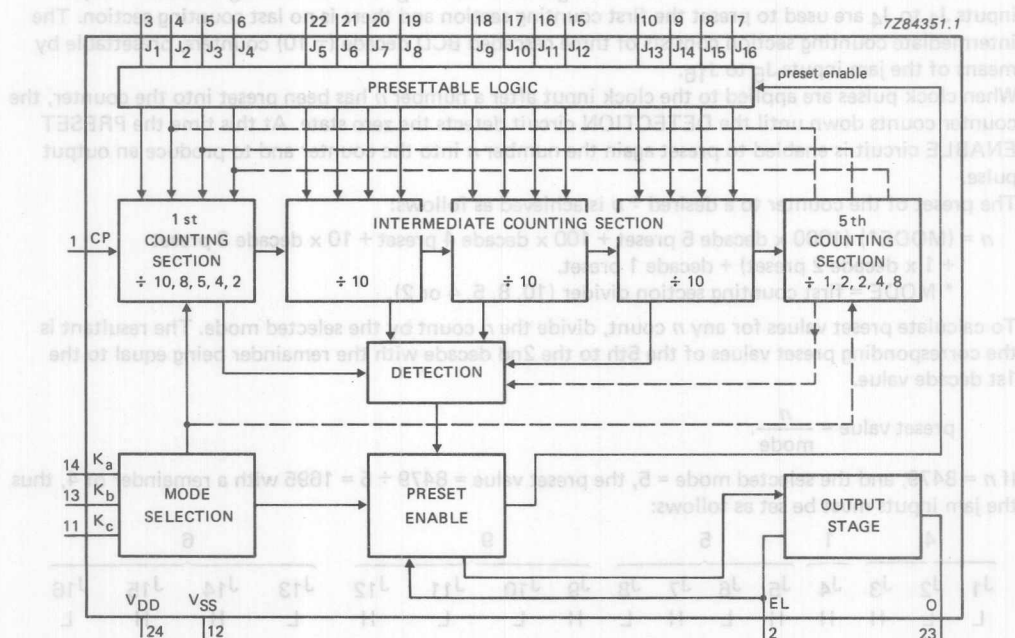 3 4 5 6 22 21 20 19 18 17 16 15 10 9 8 7 7Z84351.1
J1 J2 J3 J4 J5 J6 J7 J8 J9 J10 J11 J12 J13 J14 J15 J16
PRESETTABLE LOGIC
preset enable
1 CP
1st
COUNTING
SECTION
÷ 10, 8, 5, 4, 2
INTERMEDIATE COUNTING SECTION
÷ 10 ÷ 10 ÷ 10
5th
COUNTING
SECTION
÷ 1, 2, 2, 4, 8
DETECTION
14 Ka
13 Kb
11 Kc
MODE
SELECTION
PRESET
ENABLE
OUTPUT
STAGE
VDD VSS EL O
24 12 2 23